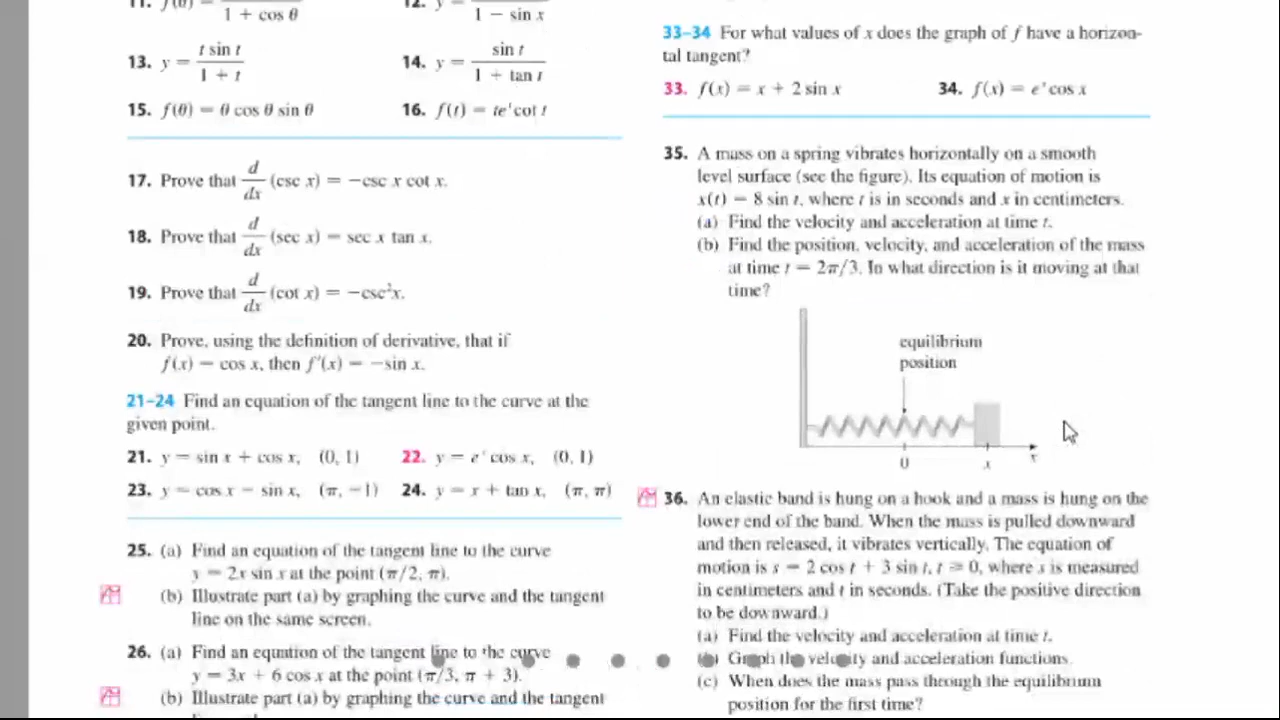 11. f(θ) =
1 + cos θ
12. y =
1 − sin x
13. y = t sin t / 1 + t
14. y = sin t / 1 + tan t
15. f(θ) = θ cos θ sin θ
16. f(t) = te^t cot t
17. Prove that d/dx (csc x) = −csc x cot x.
18. Prove that d/dx (sec x) = sec x tan x.
19. Prove that d/dx (cot x) = −csc²x.
20. Prove, using the definition of derivative, that if
f(x) = cos x, then f′(x) = −sin x.
21–24 Find an equation of the tangent line to the curve at the
given point.
21. y = sin x + cos x, (0, 1)
22. y = e^x cos x, (0, 1)
23. y = cos x − sin x, (π, −1)
24. y = x + tan x, (π, π)
25. (a) Find an equation of the tangent line to the curve
y = 2x sin x at the point (π/2, π).
(b) Illustrate part (a) by graphing the curve and the tangent
line on the same screen.
26. (a) Find an equation of the tangent line to the curve
y = 3x + 6 cos x at the point (π/3, π + 3).
(b) Illustrate part (a) by graphing the curve and the tangent
33–34 For what values of x does the graph of f have a horizon-
tal tangent?
33. f(x) = x + 2 sin x
34. f(x) = e^x cos x
35. A mass on a spring vibrates horizontally on a smooth
level surface (see the figure). Its equation of motion is
x(t) = 8 sin t, where t is in seconds and x in centimeters.
(a) Find the velocity and acceleration at time t.
(b) Find the position, velocity, and acceleration of the mass
at time t = 2π/3. In what direction is it moving at that
time?
equilibrium
position
0 x x
36. An elastic band is hung on a hook and a mass is hung on the
lower end of the band. When the mass is pulled downward
and then released, it vibrates vertically. The equation of
motion is s = 2 cos t + 3 sin t, t ≥ 0, where s is measured
in centimeters and t in seconds. (Take the positive direction
to be downward.)
(a) Find the velocity and acceleration at time t.
(b) Graph the velocity and acceleration functions.
(c) When does the mass pass through the equilibrium
position for the first time?